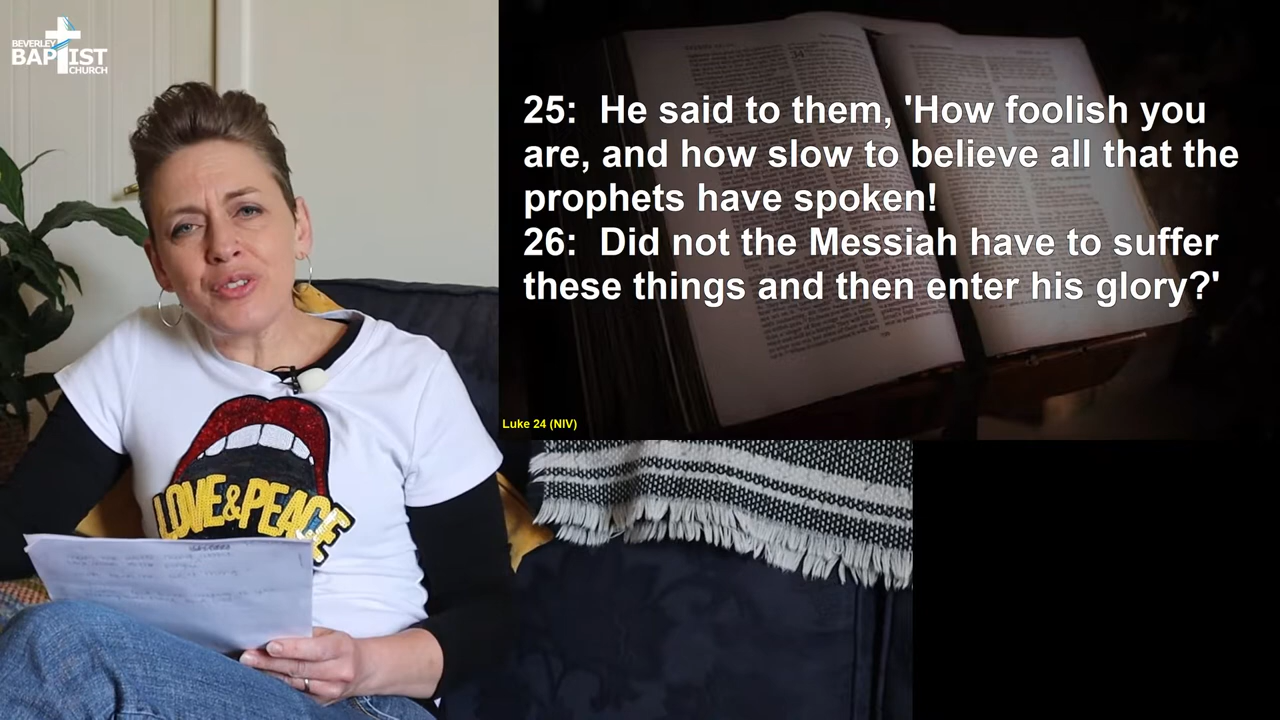 BEVERLEY
BAPTIST
CHURCH
25: He said to them, 'How foolish you
are, and how slow to believe all that the
prophets have spoken!
26: Did not the Messiah have to suffer
these things and then enter his glory?'
Luke 24 (NIV)
LOVE&PEACE